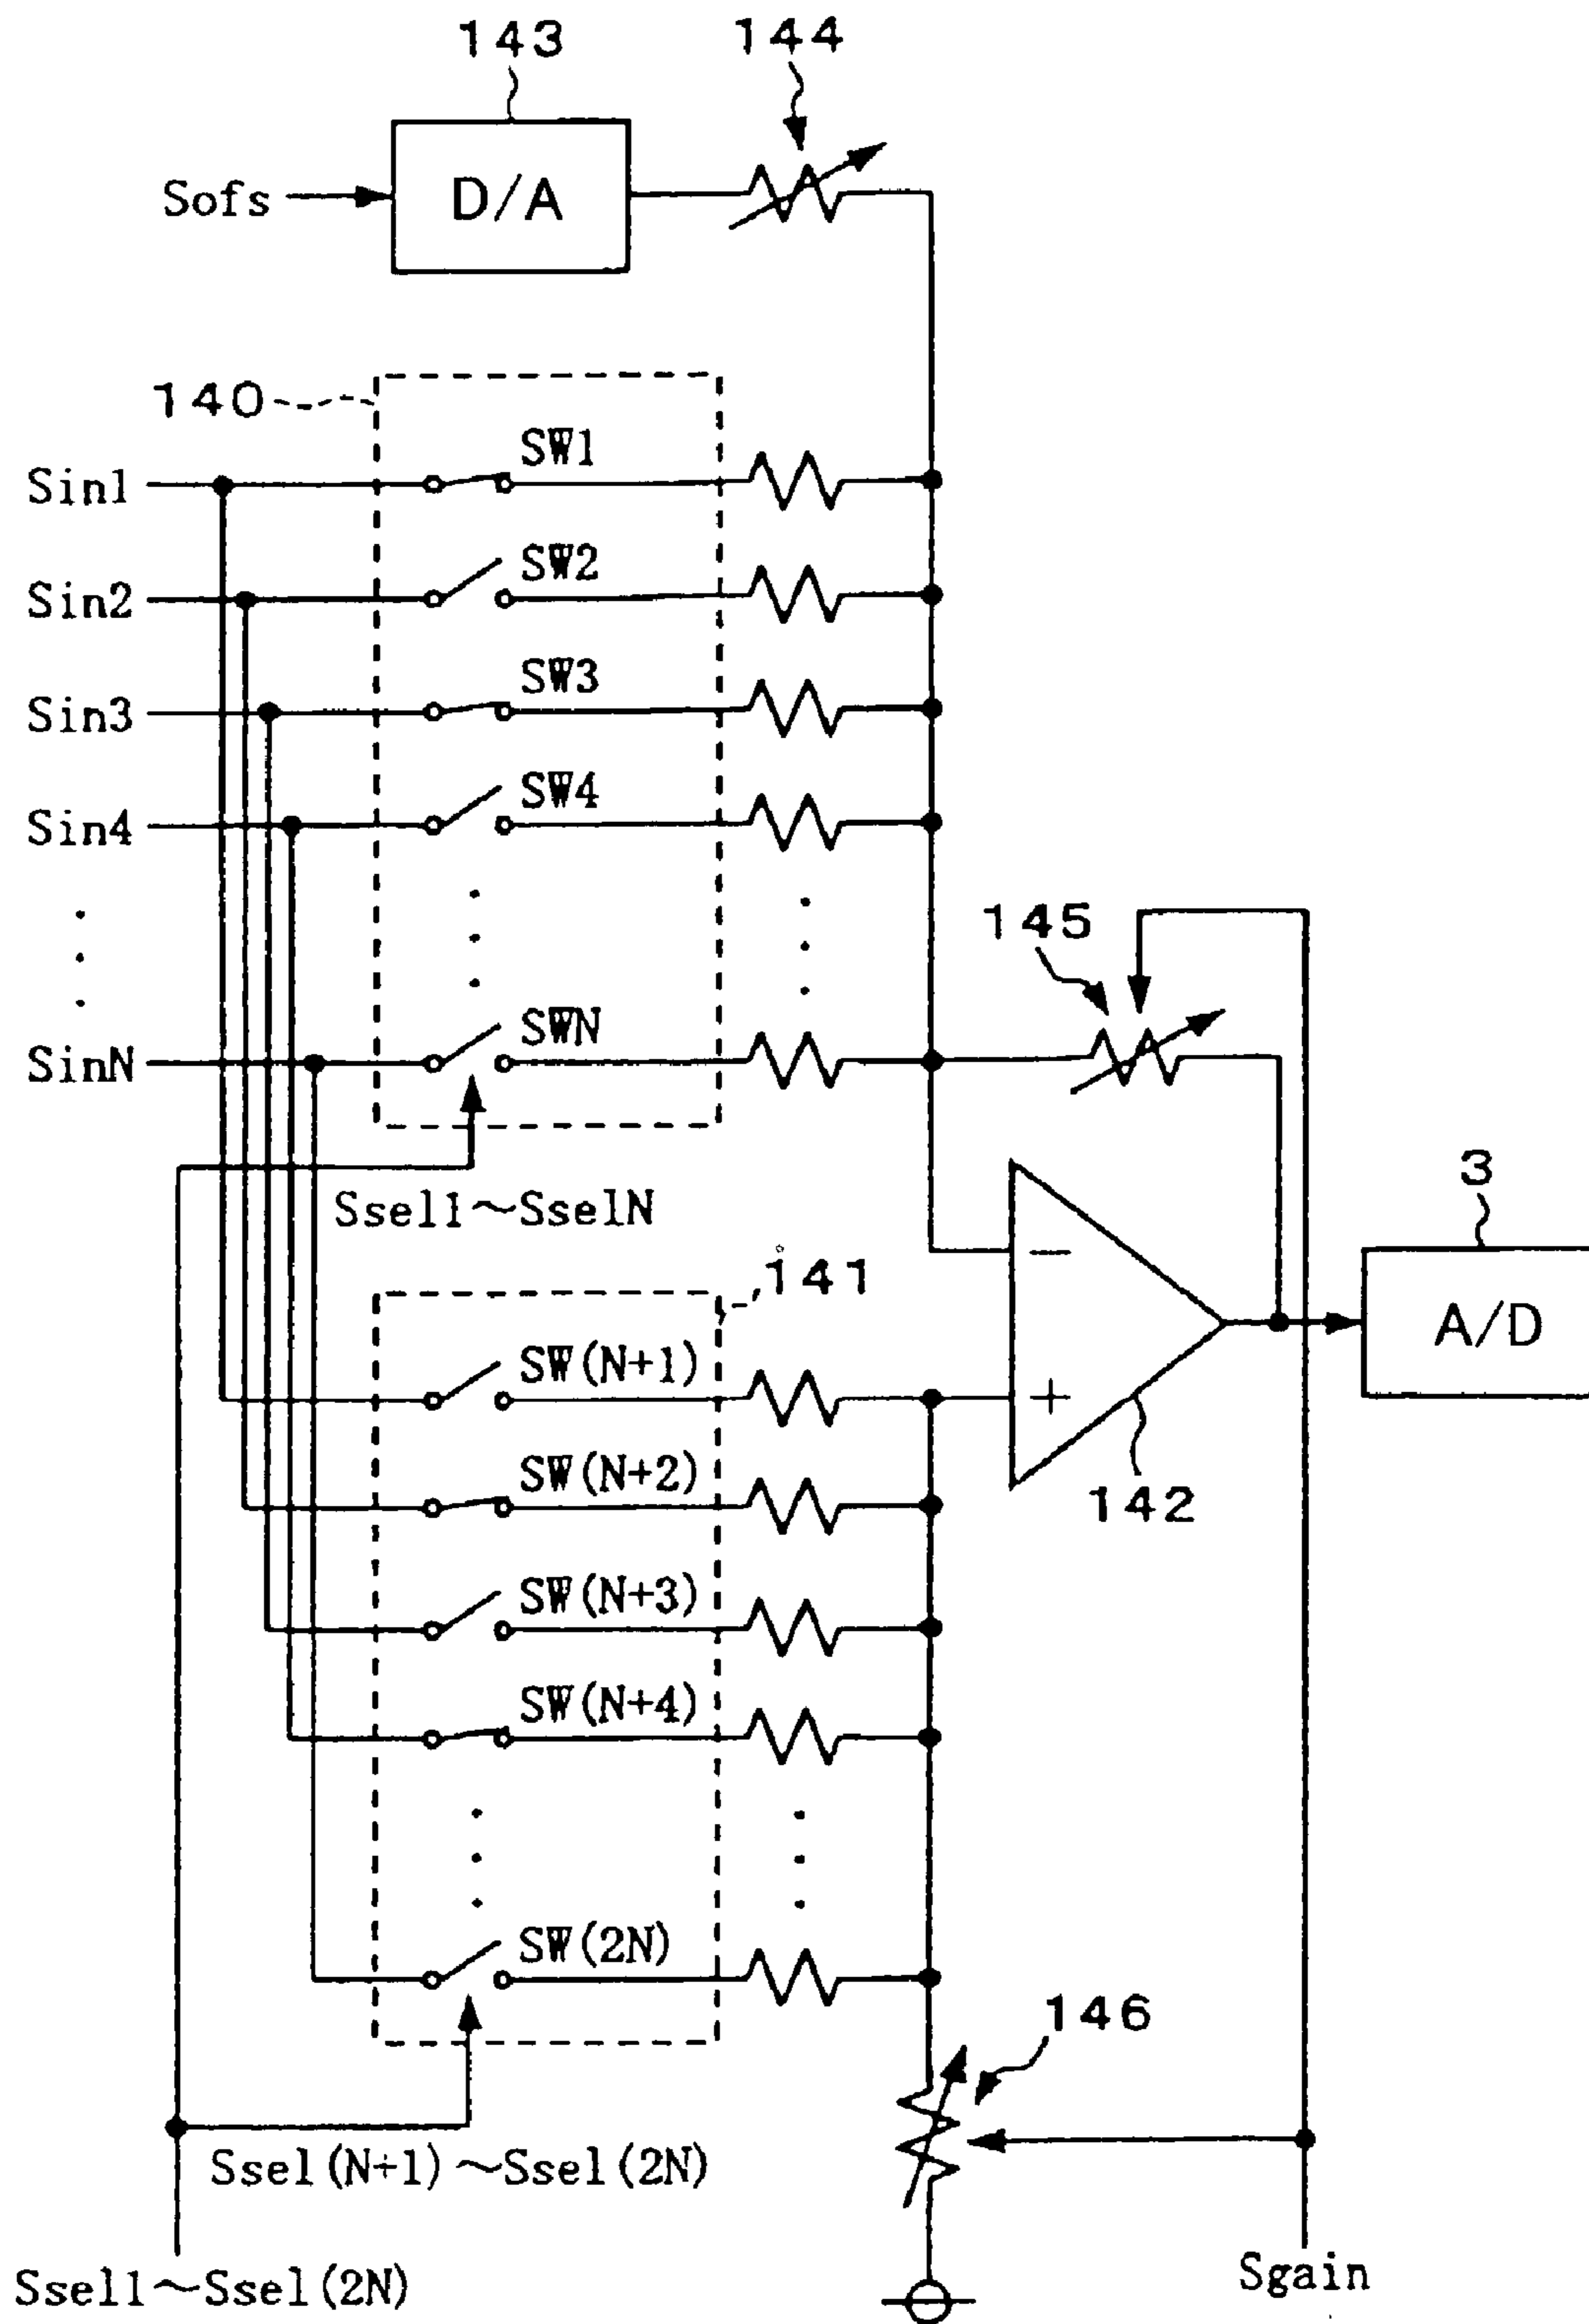 143
144
Sofs
D/A
140
SW1
Sin1
SW2
Sin2
SW3
Sin3
SW4
Sin4
145
SWN
SinN
3
Ssel1~SselN
141
A/D
SW(N+1)
−
+
SW(N+2)
142
SW(N+3)
SW(N+4)
SW(2N)
146
Ssel(N+1)~Ssel(2N)
Ssel1~Ssel(2N)
Sgain